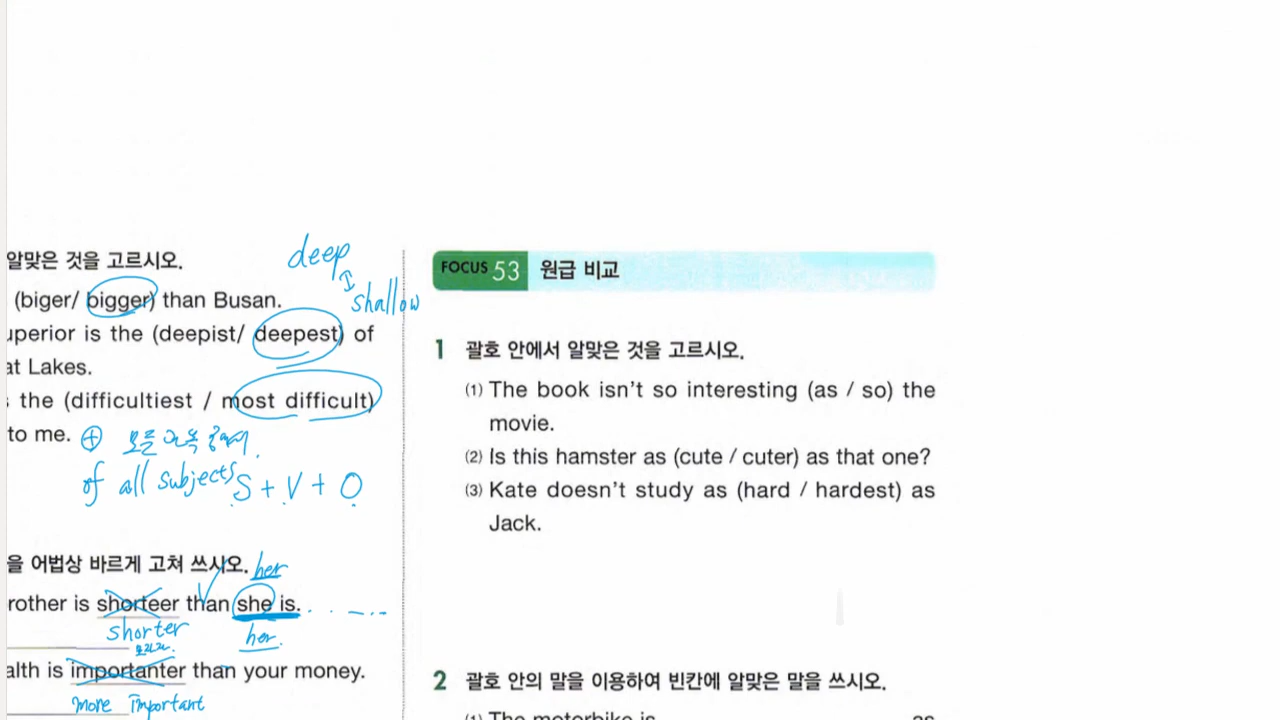 알맞은 것을 고르시오.
deep
(biger/ bigger) than Busan.
shallow
uperior is the (deepist/ deepest) of
at Lakes.
s the (difficultiest / most difficult)
to me.
of all subjects S + V + O
을 어법상 바르게 고쳐 쓰시오.
her
rother is shorteer than she is.
shorter
her.
alth is importanter than your money.
more important
FOCUS 53 원급 비교
1 괄호 안에서 알맞은 것을 고르시오.
(1) The book isn't so interesting (as / so) the
movie.
(2) Is this hamster as (cute / cuter) as that one?
(3) Kate doesn't study as (hard / hardest) as
Jack.
2 괄호 안의 말을 이용하여 빈칸에 알맞은 말을 쓰시오.
(1) The motorbike is as